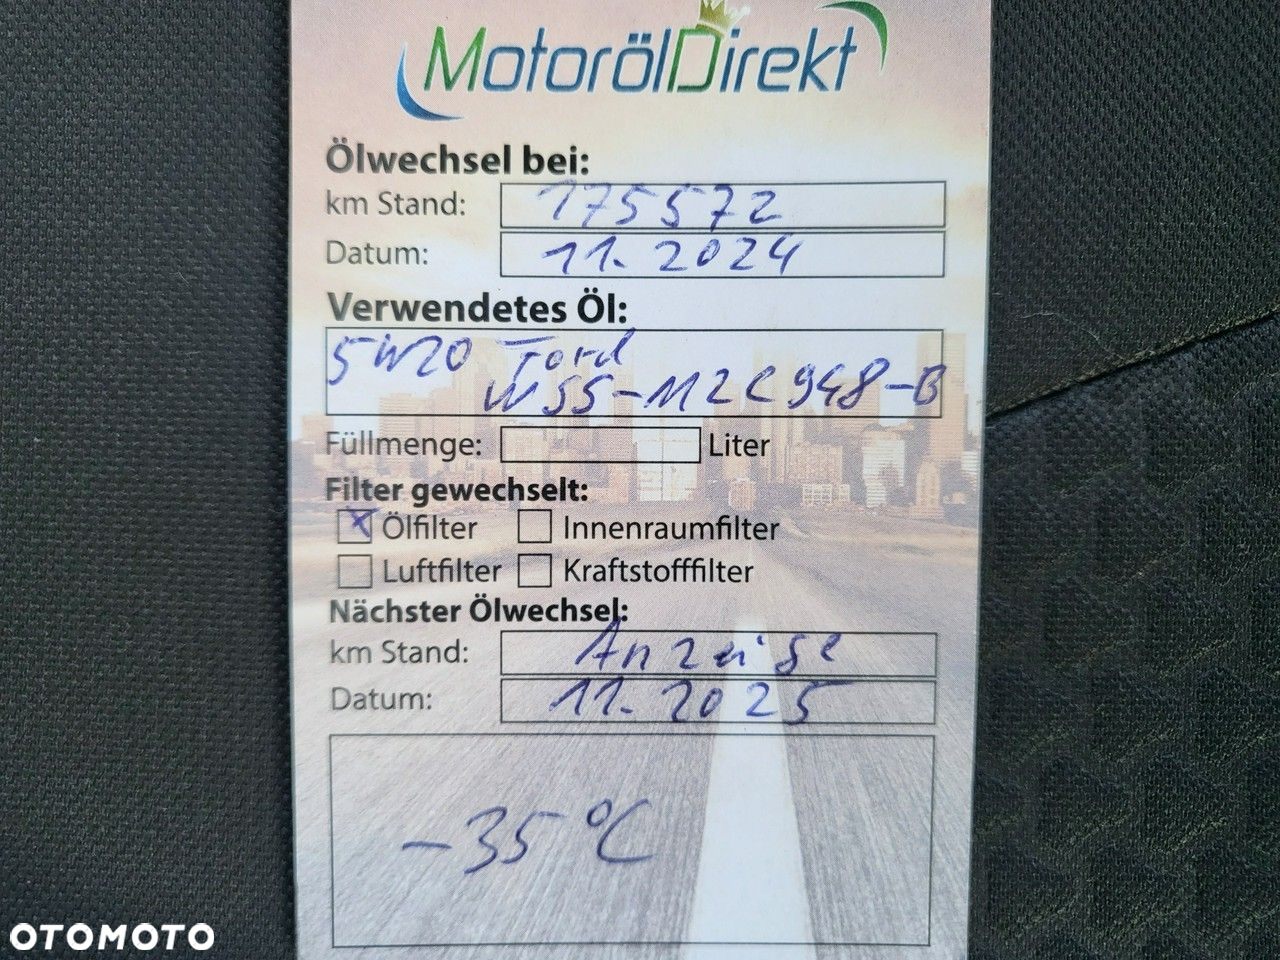 MotorölDirekt
Ölwechsel bei:
km Stand: 175572
Datum: 11.2024
Verwendetes Öl:
5W20 Ford
WSS-M2C948-B
Füllmenge: Liter
Filter gewechselt:
Ölfilter Innenraumfilter
Luftfilter Kraftstofffilter
Nächster Ölwechsel:
km Stand: Anzeige
Datum: 11.2025
-35°C
OTOMOTO